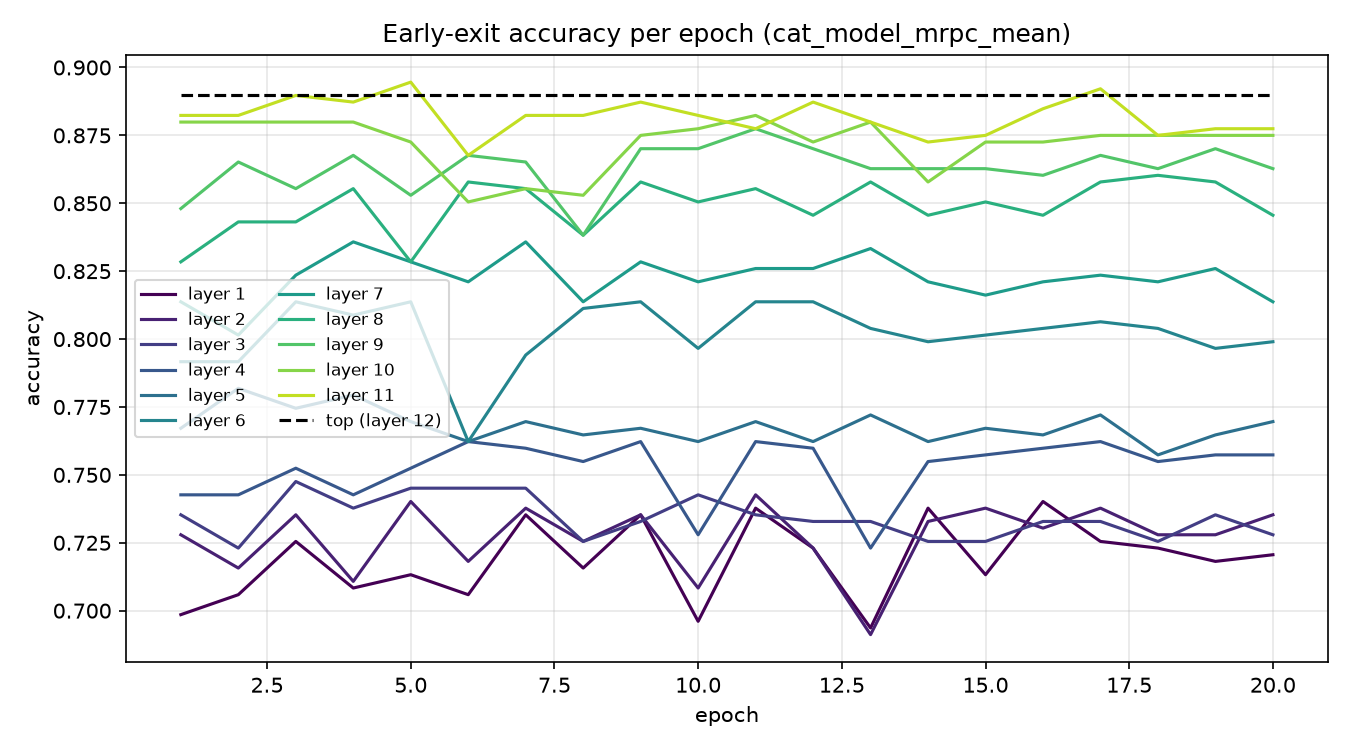 Early-exit accuracy per epoch (cat_model_mrpc_mean)
0.900
0.875
0.850
0.825
0.800
0.775
0.750
0.725
0.700
accuracy
layer 1
layer 2
layer 3
layer 4
layer 5
layer 6
layer 7
layer 8
layer 9
layer 10
layer 11
top (layer 12)
2.5 5.0 7.5 10.0 12.5 15.0 17.5 20.0
epoch